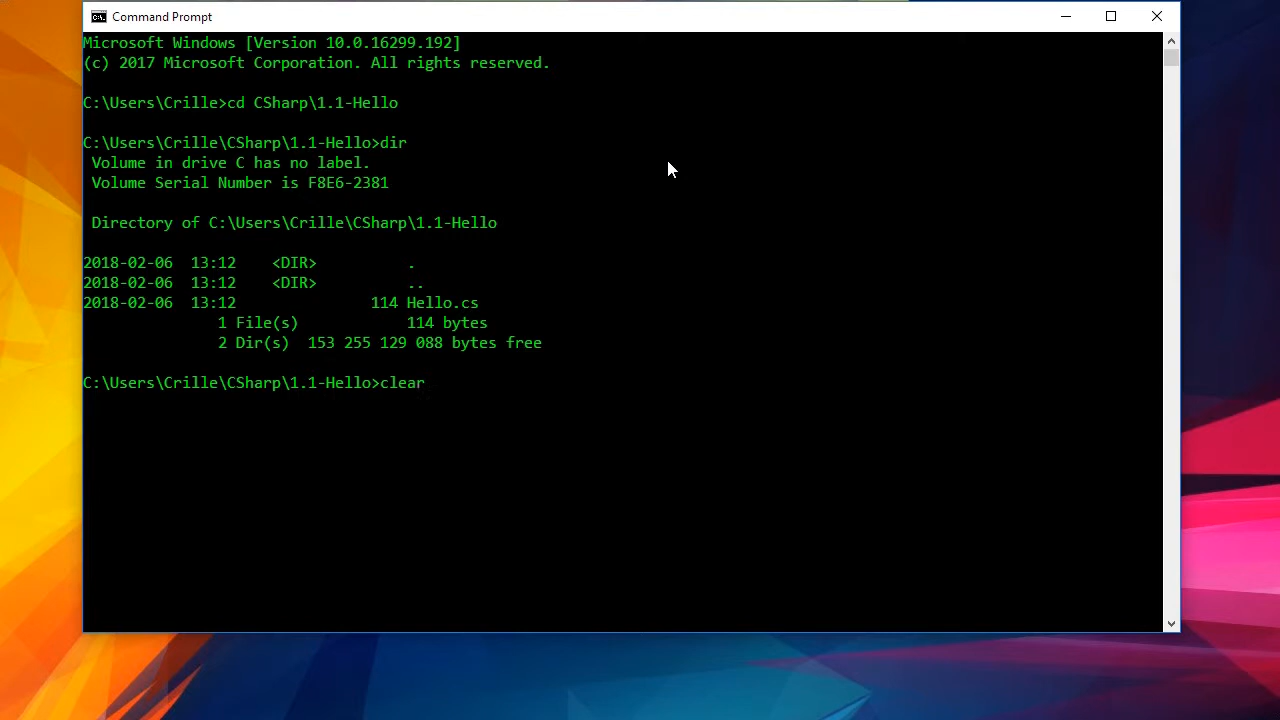 Command Prompt
Microsoft Windows [Version 10.0.16299.192]
(c) 2017 Microsoft Corporation. All rights reserved.
C:\Users\Crille>cd CSharp\1.1-Hello
C:\Users\Crille\CSharp\1.1-Hello>dir
Volume in drive C has no label.
Volume Serial Number is F8E6-2381
Directory of C:\Users\Crille\CSharp\1.1-Hello
2018-02-06  13:12    <DIR>          .
2018-02-06  13:12    <DIR>          ..
2018-02-06  13:12               114 Hello.cs
1 File(s)            114 bytes
2 Dir(s)  153 255 129 088 bytes free
C:\Users\Crille\CSharp\1.1-Hello>clear